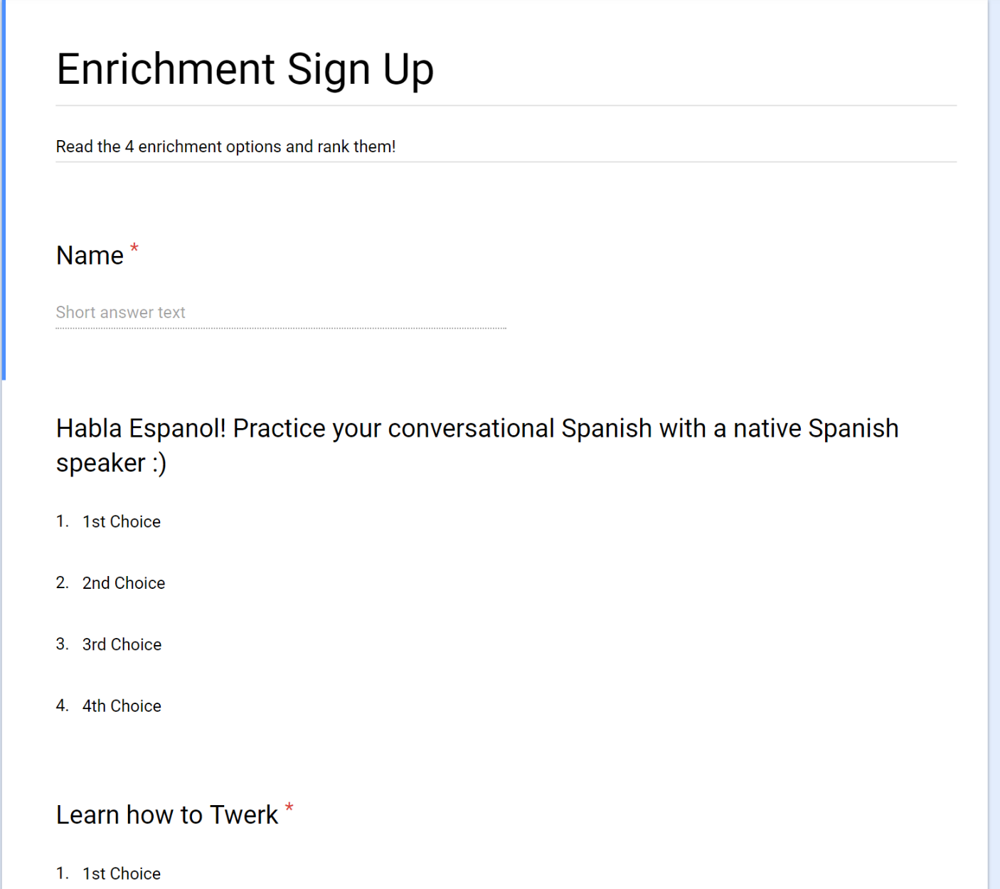 Enrichment Sign Up
Read the 4 enrichment options and rank them!
Name *
Short answer text
Habla Espanol! Practice your conversational Spanish with a native Spanish
speaker :)
1. 1st Choice
2. 2nd Choice
3. 3rd Choice
4. 4th Choice
Learn how to Twerk *
1. 1st Choice